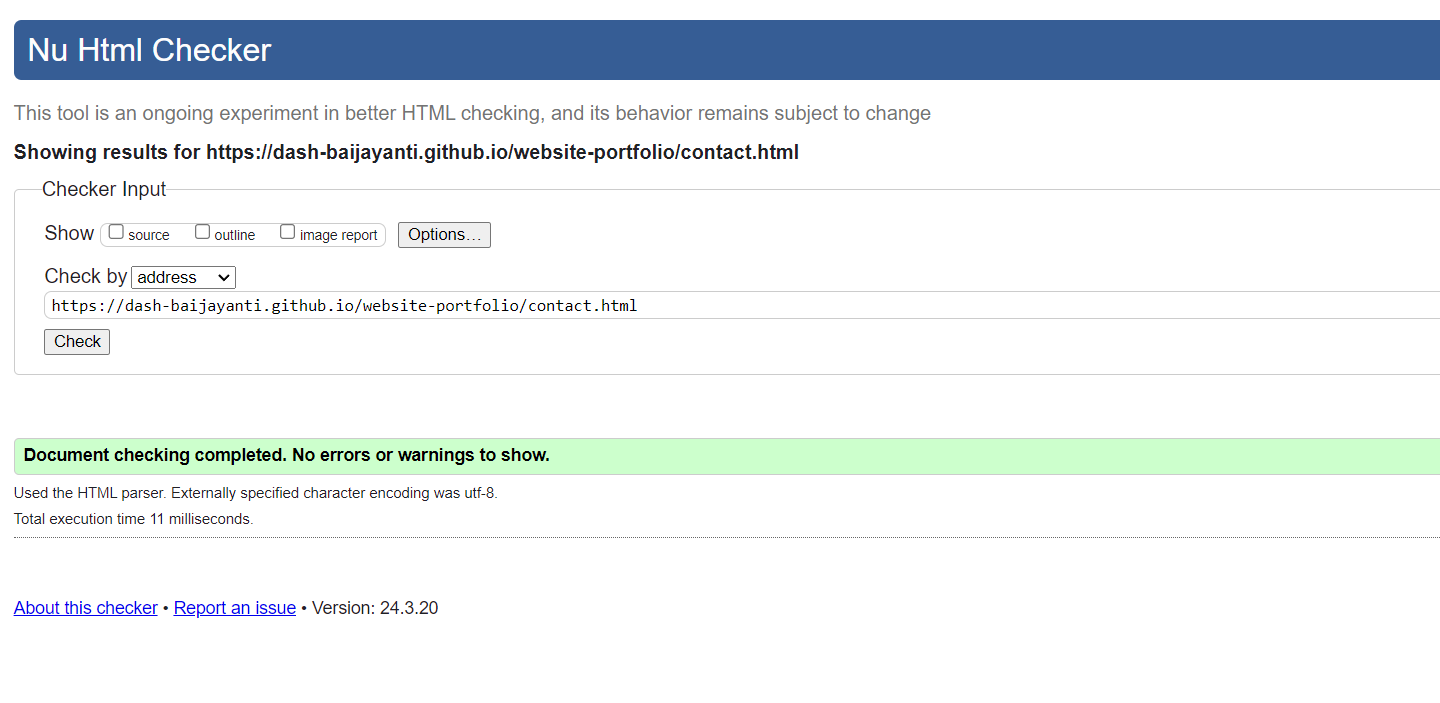 Nu Html Checker
This tool is an ongoing experiment in better HTML checking, and its behavior remains subject to change
Showing results for https://dash-baijayanti.github.io/website-portfolio/contact.html
Checker Input
Show source outline image report Options...
Check by address
https://dash-baijayanti.github.io/website-portfolio/contact.html
Check
Document checking completed. No errors or warnings to show.
Used the HTML parser. Externally specified character encoding was utf-8.
Total execution time 11 milliseconds.
About this checker • Report an issue • Version: 24.3.20